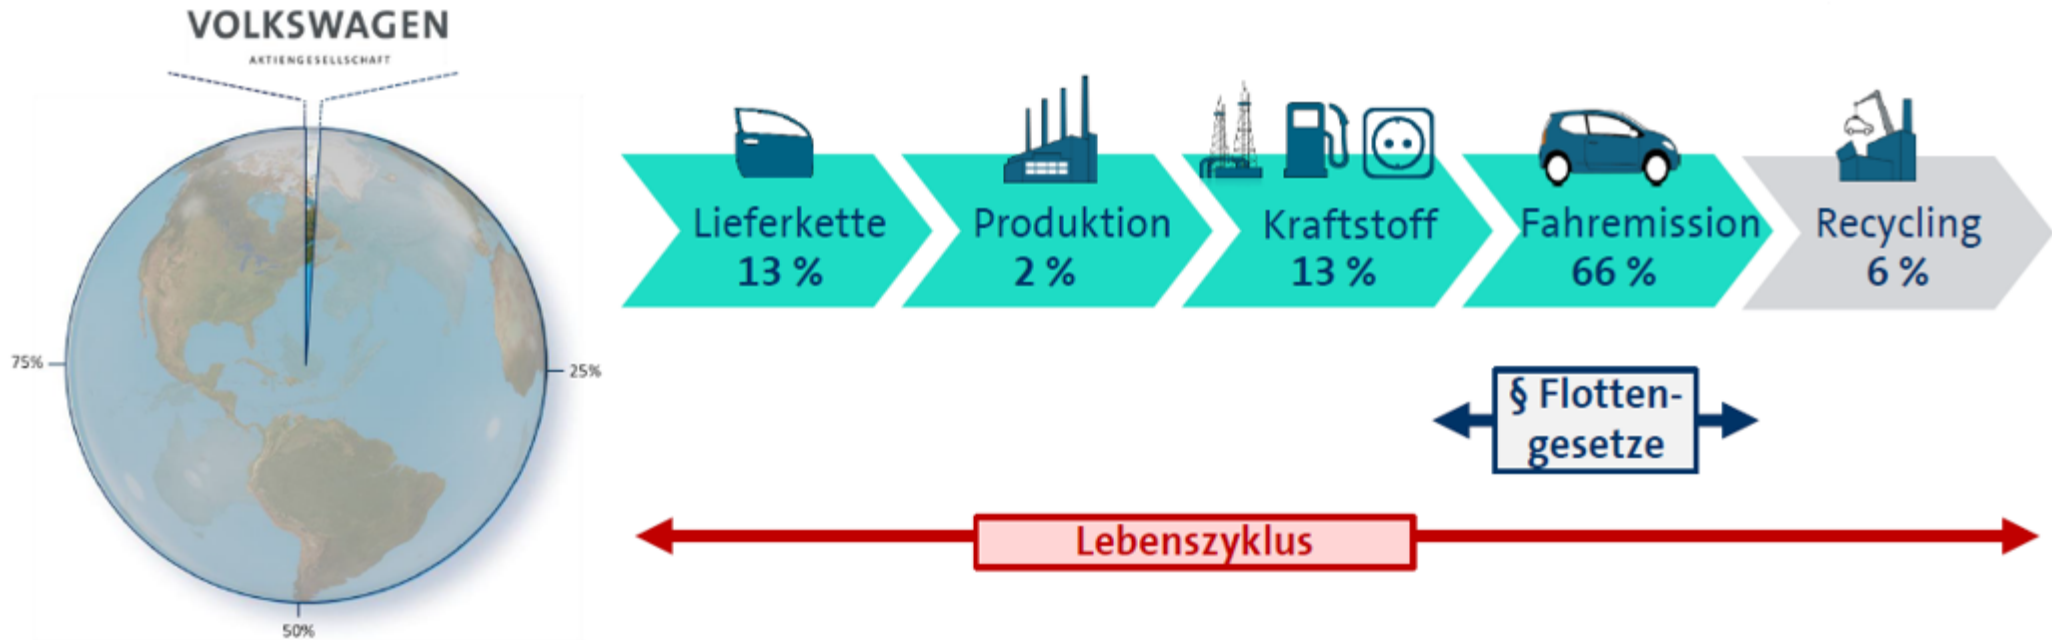 VOLKSWAGEN
AKTIENGESELLSCHAFT
75%
25%
50%
Lieferkette
13 %
Produktion
2 %
Kraftstoff
13 %
Fahremission
66 %
Recycling
6 %
§ Flotten-
gesetze
Lebenszyklus